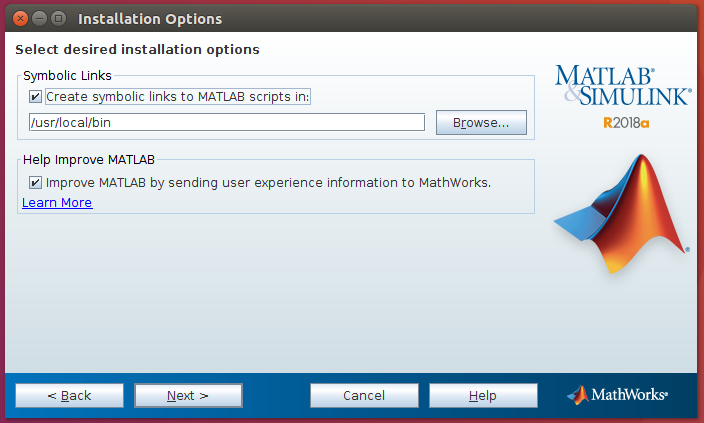 Installation Options
Select desired installation options
Symbolic Links
Create symbolic links to MATLAB scripts in:
/usr/local/bin
Browse...
Help Improve MATLAB
Improve MATLAB by sending user experience information to MathWorks.
Learn More
MATLAB®
&SIMULINK®
R2018a
®
< Back
Next >
Cancel
Help
MathWorks®